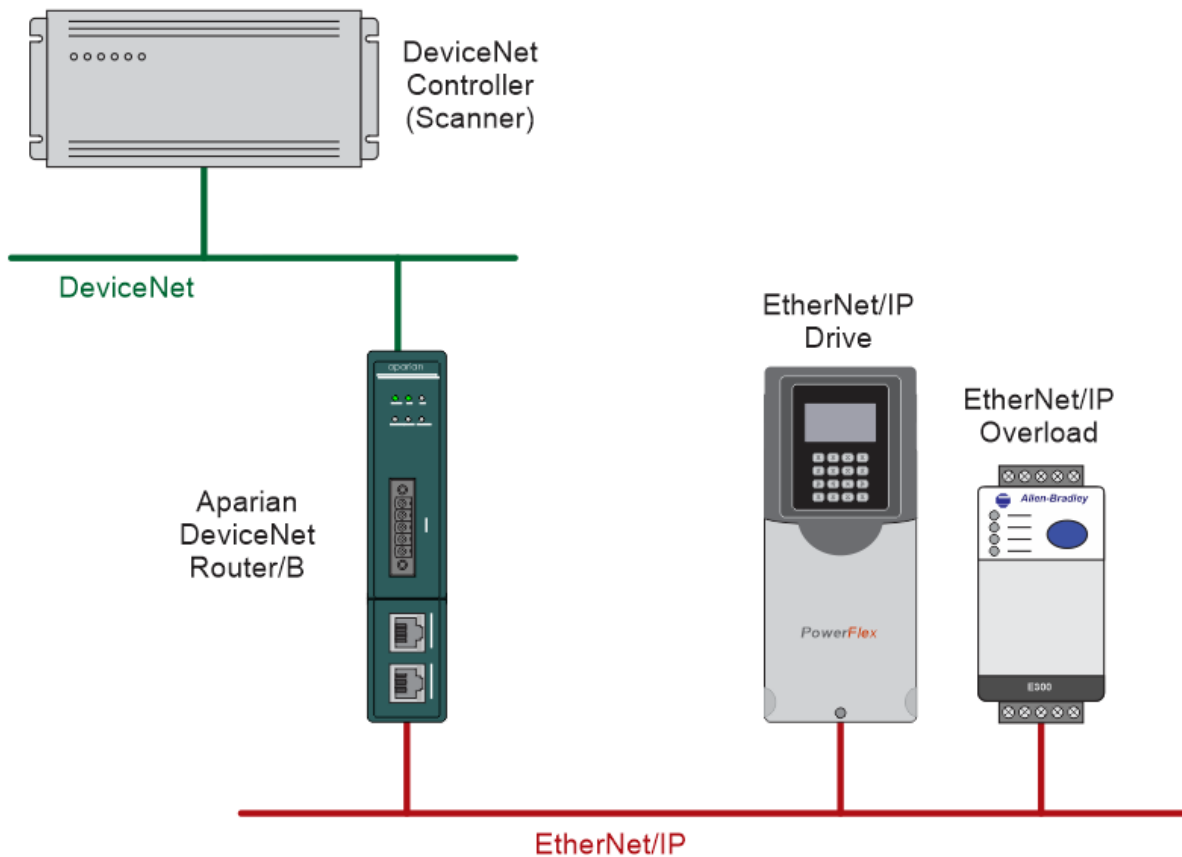 DeviceNet
Controller
(Scanner)
DeviceNet
aparian
Aparian
DeviceNet
Router/B
EtherNet/IP
Drive
PowerFlex
EtherNet/IP
Overload
Allen-Bradley
E300
EtherNet/IP